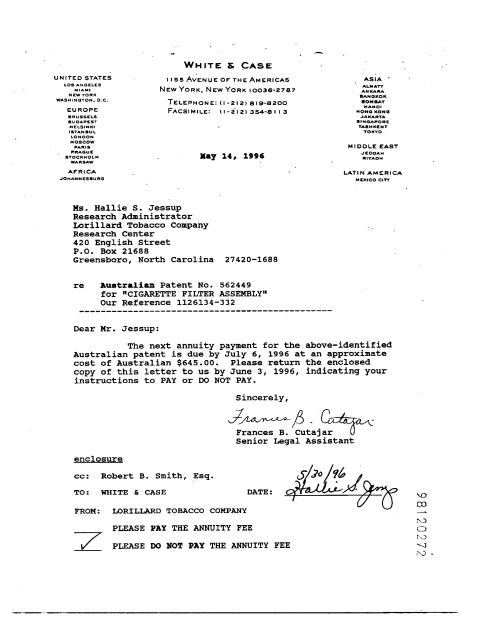 WHITE & CASE
1155 AVENUE OF THE AMERICAS
NEW YORK, NEW YORK 10036-2787
TELEPHONE: (1-212) 819-8200
FACSIMILE: (1-212) 354-8113
UNITED STATES
LOS ANGELES
MIAMI
NEW YORK
WASHINGTON, D.C.
EUROPE
BRUSSELS
BUDAPEST
HELSINKI
ISTANBUL
LONDON
MOSCOW
PARIS
PRAGUE
STOCKHOLM
WARSAW
AFRICA
JOHANNESBURG
ASIA
ALMATY
ANKARA
BANGKOK
BOMBAY
HANOI
HONG KONG
JAKARTA
SINGAPORE
TASHKENT
TOKYO
MIDDLE EAST
JEDDAH
RIYADH
LATIN AMERICA
MEXICO CITY
May 14, 1996
Ms. Hallie S. Jessup
Research Administrator
Lorillard Tobacco Company
Research Center
420 English Street
P.O. Box 21688
Greensboro, North Carolina 27420-1688
re Australian Patent No. 562449
for "CIGARETTE FILTER ASSEMBLY"
Our Reference 1126134-332
Dear Mr. Jessup:
The next annuity payment for the above-identified
Australian patent is due by July 6, 1996 at an approximate
cost of Australian $645.00. Please return the enclosed
copy of this letter to us by June 3, 1996, indicating your
instructions to PAY or DO NOT PAY.
Sincerely,
Frances B. Cutajar
Frances B. Cutajar
Senior Legal Assistant
enclosure
cc: Robert B. Smith, Esq.
5/30/96
TO: WHITE & CASE DATE: Hallie S. Jessup
FROM: LORILLARD TOBACCO COMPANY
PLEASE PAY THE ANNUITY FEE
✓ PLEASE DO NOT PAY THE ANNUITY FEE
98120272